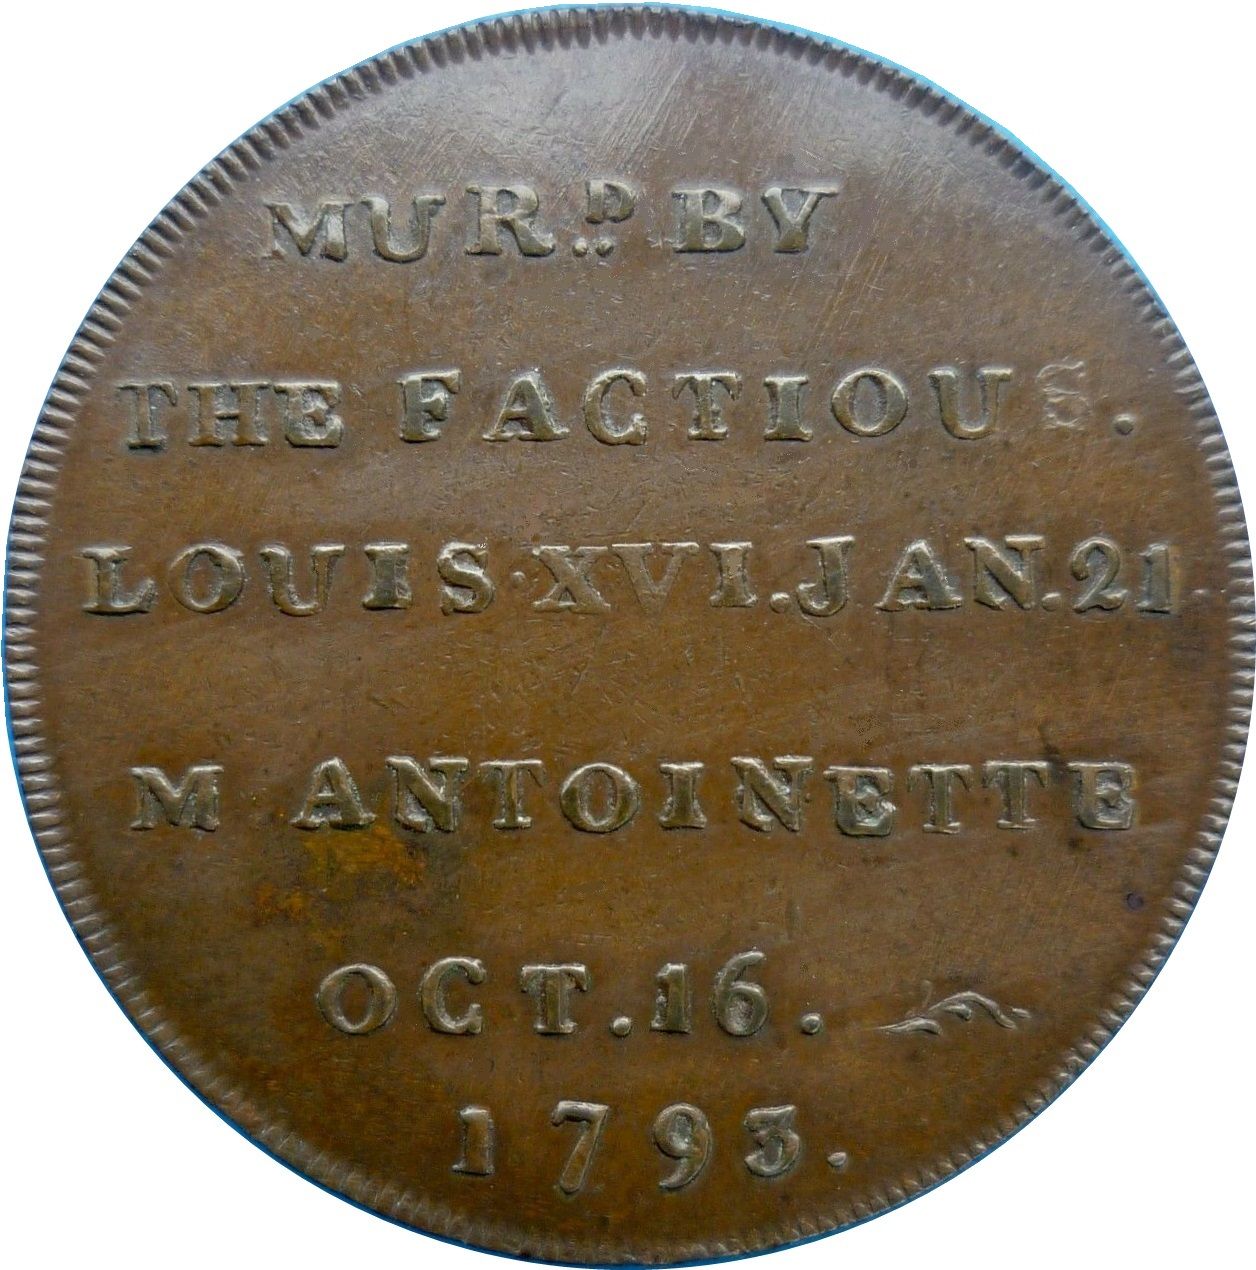 MUR.D BY
THE FACTIOUS.
LOUIS·XVI.JAN.21
M ANTOINETTE
OCT.16.
1793.